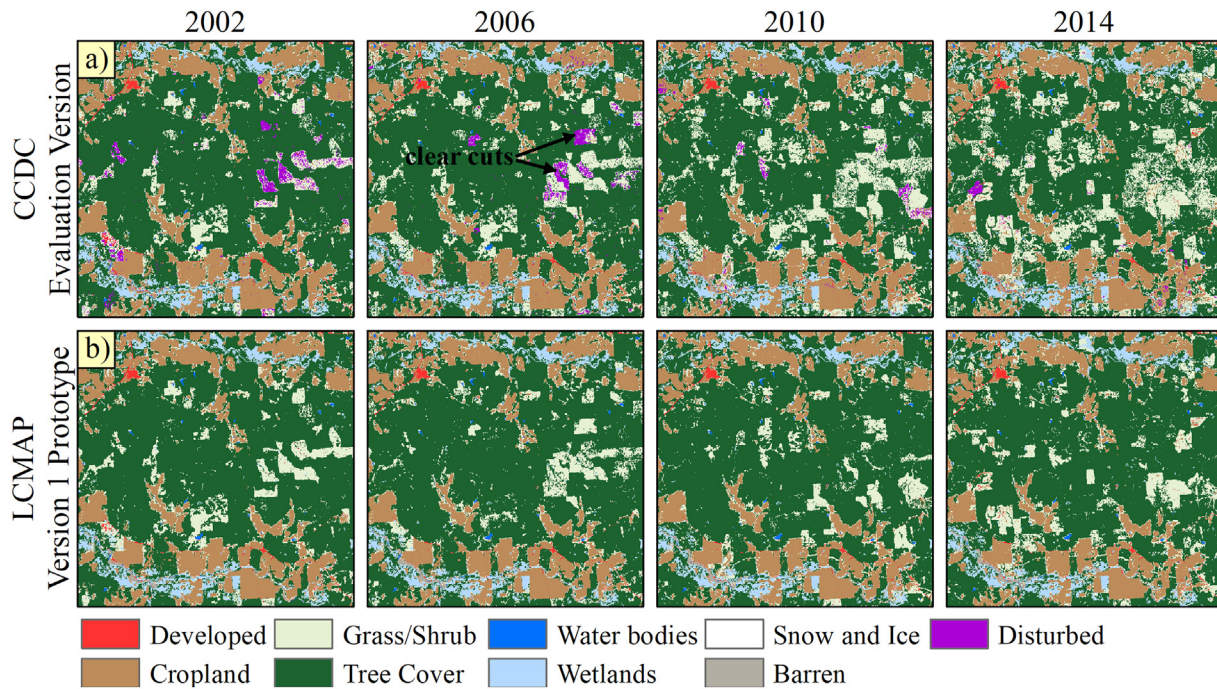 2002 2006 2010 2014
a)
CCDC
Evaluation Version
clear cuts
b)
LCMAP
Version 1 Prototype
Developed Grass/Shrub Water bodies Snow and Ice Disturbed
Cropland Tree Cover Wetlands Barren